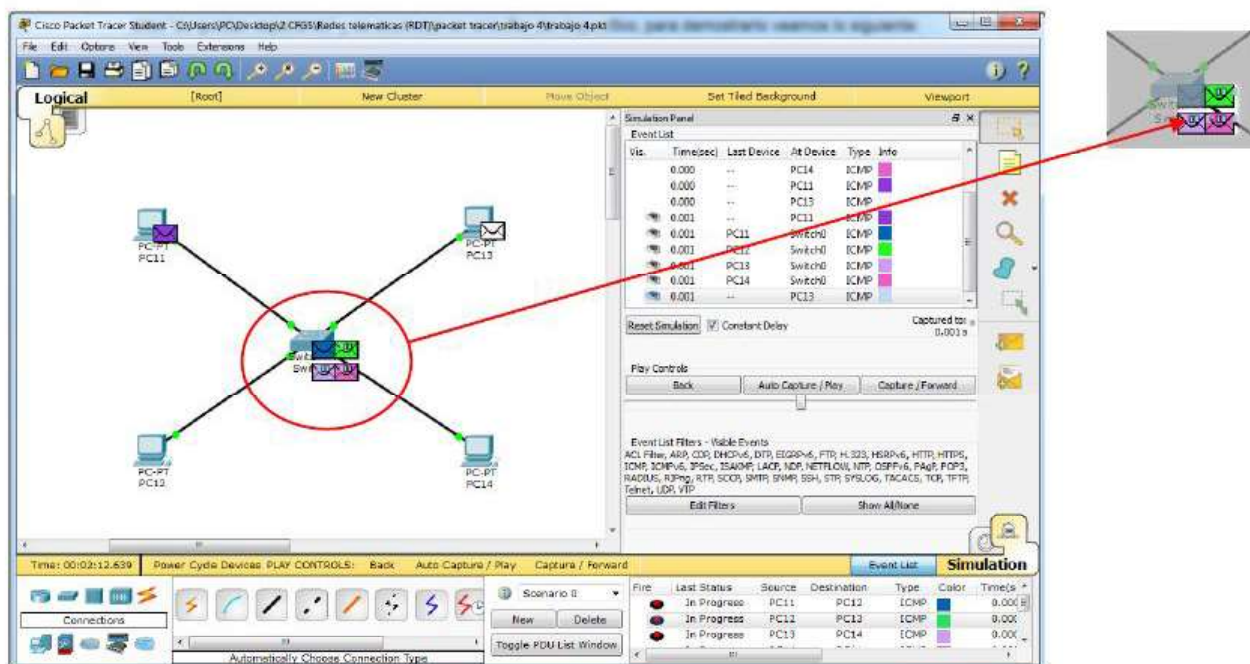 para demostrarlo veamos lo siguiente
Cisco Packet Tracer Student - C:\Users\PC\Desktop\2 CFGS\Redes telematicas (RDT)\packet tracer\trabajo 4\trabajo 4.pkt
File Edit Options View Tools Extensions Help
Logical [Root] New Cluster Move Object Set Tiled Background Viewport
Simulation Panel
Event List
Vis. Time(sec) Last Device At Device Type Info
0.000 -- PC14 ICMP
0.000 -- PC11 ICMP
0.000 -- PC13 ICMP
0.001 -- PC11 ICMP
0.001 PC11 Switch0 ICMP
0.001 PC12 Switch0 ICMP
0.001 PC13 Switch0 ICMP
0.001 PC14 Switch0 ICMP
0.001 -- PC13 ICMP
Reset Simulation Constant Delay Captured to:
0.001 s
Play Controls
Back Auto Capture / Play Capture / Forward
Event List Filters - Visible Events
ACL Filter, ARP, CDP, DHCPv6, DTP, EIGRPv6, FTP, H.323, HSRPv6, HTTP, HTTPS,
ICMP, ICMPv6, IPSec, ISAKMP, LACP, NDP, NETFLOW, NTP, OSPFv6, PAgP, POP3,
RADIUS, RIPng, RTP, SCCP, SMTP, SNMP, SSH, STP, SYSLOG, TACACS, TCP, TFTP,
Telnet, UDP, VTP
Edit Filters Show All/None
PC-PT
PC11
PC-PT
PC13
Swit
Swi
PC-PT
PC12
PC-PT
PC14
Time: 00:02:12.639 Power Cycle Devices PLAY CONTROLS: Back Auto Capture / Play Capture / Forward Event List Simulation
Connections
Automatically Choose Connection Type
Scenario 0
New Delete
Toggle PDU List Window
Fire Last Status Source Destination Type Color Time(s
In Progress PC11 PC12 ICMP 0.000
In Progress PC12 PC13 ICMP 0.000
In Progress PC13 PC14 ICMP 0.000